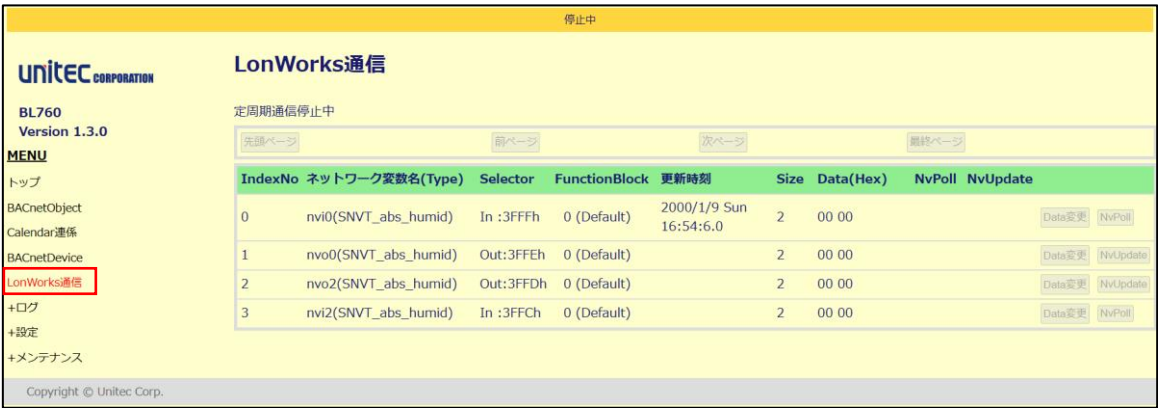 停止中
unitec CORPORATION
BL760
Version 1.3.0
MENU
トップ
BACnetObject
Calendar連係
BACnetDevice
LonWorks通信
+ログ
+設定
+メンテナンス
LonWorks通信
定周期通信停止中
先頭ページ 前ページ 次ページ 最終ページ
IndexNo ネットワーク変数名(Type) Selector FunctionBlock 更新時刻 Size Data(Hex) NvPoll NvUpdate
0 nvi0(SNVT_abs_humid) In :3FFFh 0 (Default) 2000/1/9 Sun 16:54:6.0 2 00 00 Data変更 NvPoll
1 nvo0(SNVT_abs_humid) Out:3FFEh 0 (Default) 2 00 00 Data変更 NvUpdate
2 nvo2(SNVT_abs_humid) Out:3FFDh 0 (Default) 2 00 00 Data変更 NvUpdate
3 nvi2(SNVT_abs_humid) In :3FFCh 0 (Default) 2 00 00 Data変更 NvPoll
Copyright © Unitec Corp.